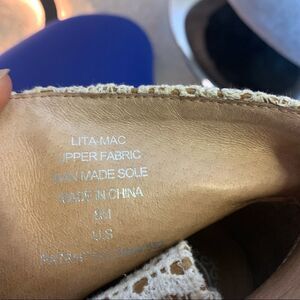 LITA-MAC
UPPER FABRIC
MAN MADE SOLE
MADE IN CHINA
US